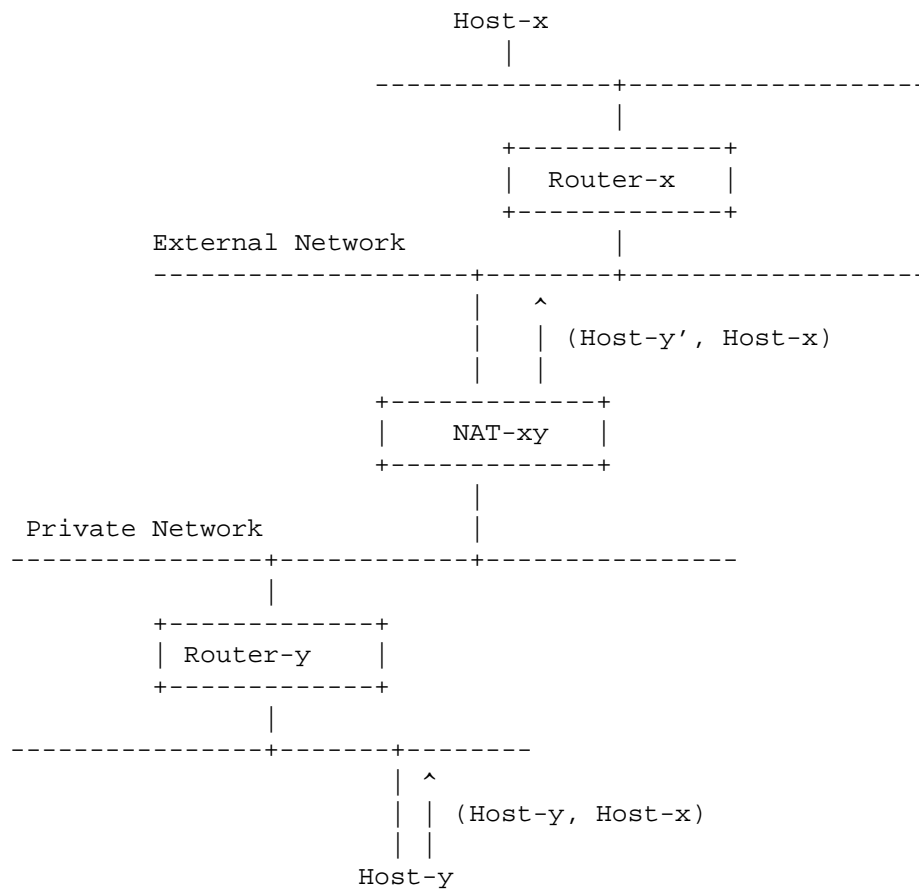 Host-x
Router-x
External Network
(Host-y', Host-x)
NAT-xy
Private Network
Router-y
(Host-y, Host-x)
Host-y